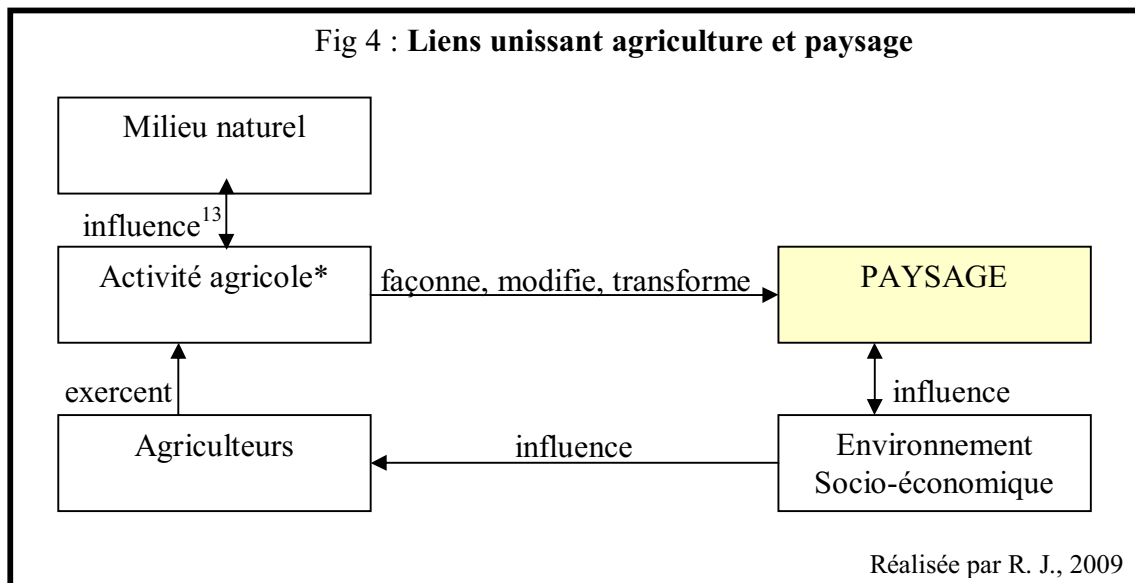 Fig 4 : Liens unissant agriculture et paysage
Milieu naturel
influence¹³
Activité agricole*
façonne, modifie, transforme
PAYSAGE
exercent
influence
Agriculteurs
influence
Environnement
Socio-économique
Réalisée par R. J., 2009